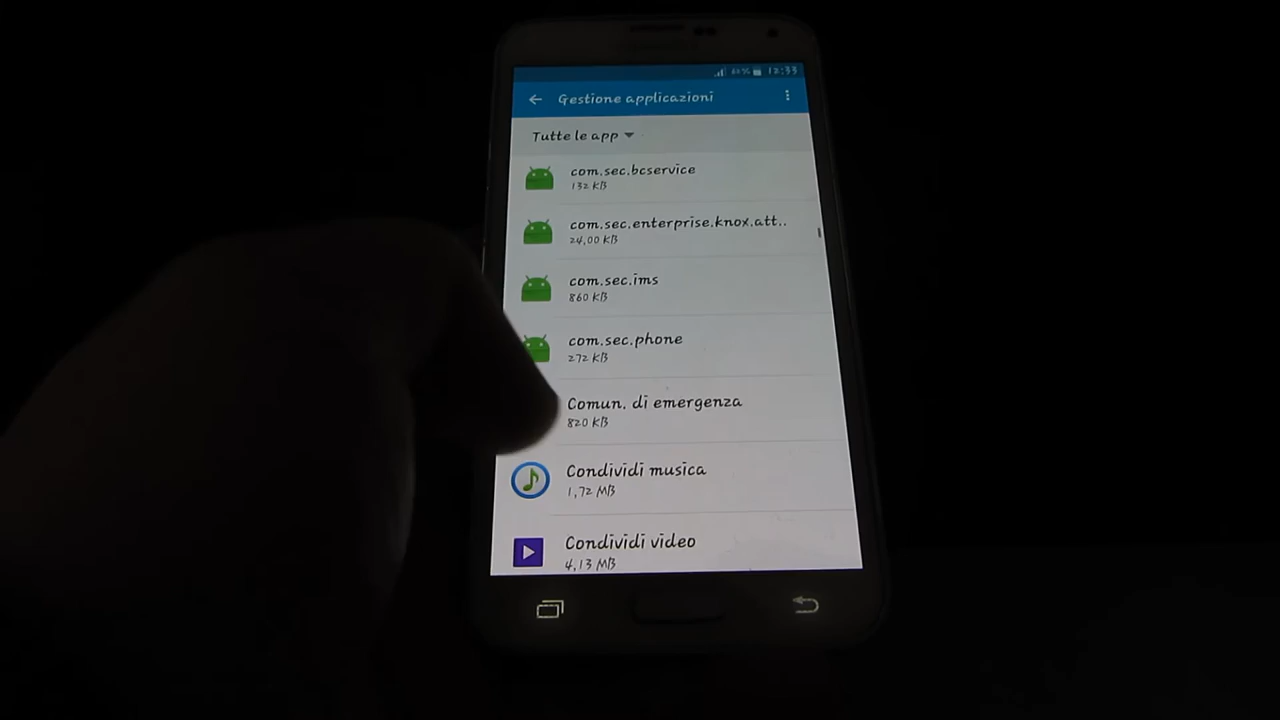 12:33
Gestione applicazioni
Tutte le app
com.sec.bcservice
132 KB
com.sec.enterprise.knox.att..
24,00 KB
com.sec.ims
860 KB
com.sec.phone
272 KB
Comun. di emergenza
820 KB
Condividi musica
1,72 MB
Condividi video
4,13 MB